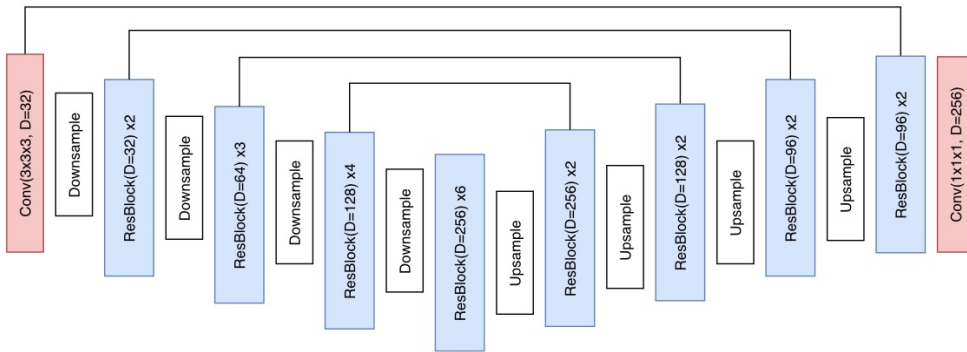 Conv(3x3x3, D=32)
Downsample
ResBlock(D=32) x2
Downsample
ResBlock(D=64) x3
Downsample
ResBlock(D=128) x4
Downsample
ResBlock(D=256) x6
Upsample
ResBlock(D=256) x2
Upsample
ResBlock(D=128) x2
Upsample
ResBlock(D=96) x2
Upsample
ResBlock(D=96) x2
Conv(1x1x1, D=256)